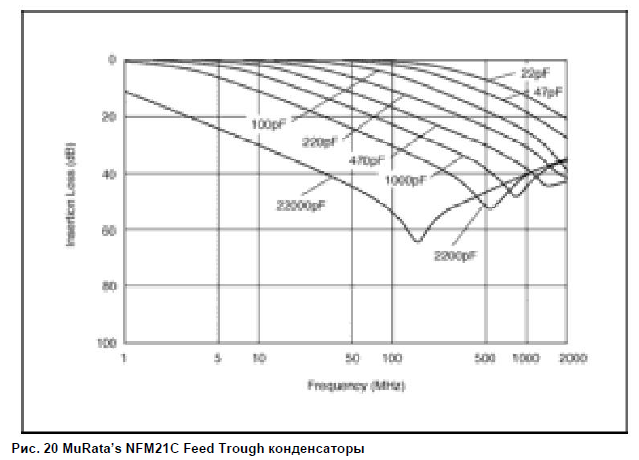 0
20
40
60
80
100
Insertion Loss (dB)
22pF
47pF
100pF
220pF
470pF
1000pF
22000pF
2200pF
1 5 10 50 100 500 1000 2000
Frequency (MHz)
Рис. 20 MuRata’s NFM21C Feed Trough конденсаторы